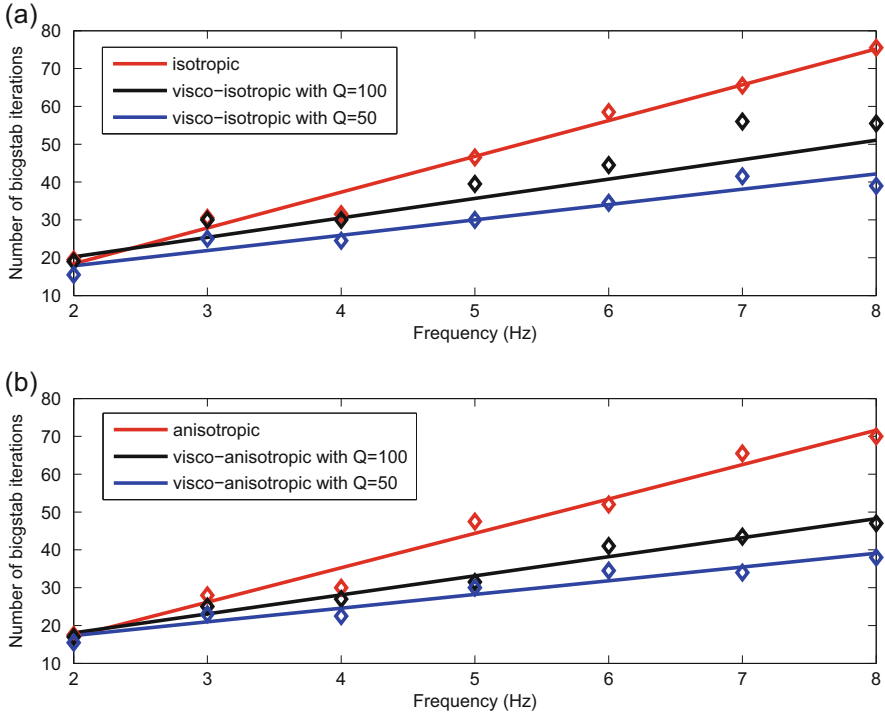 (a)
80
70
60
50
40
30
20
10
Number of bicgstab iterations
isotropic
visco-isotropic with Q=100
visco-isotropic with Q=50
2 3 4 5 6 7 8
Frequency (Hz)
(b)
80
70
60
50
40
30
20
10
Number of bicgstab iterations
anisotropic
visco-anisotropic with Q=100
visco-anisotropic with Q=50
2 3 4 5 6 7 8
Frequency (Hz)